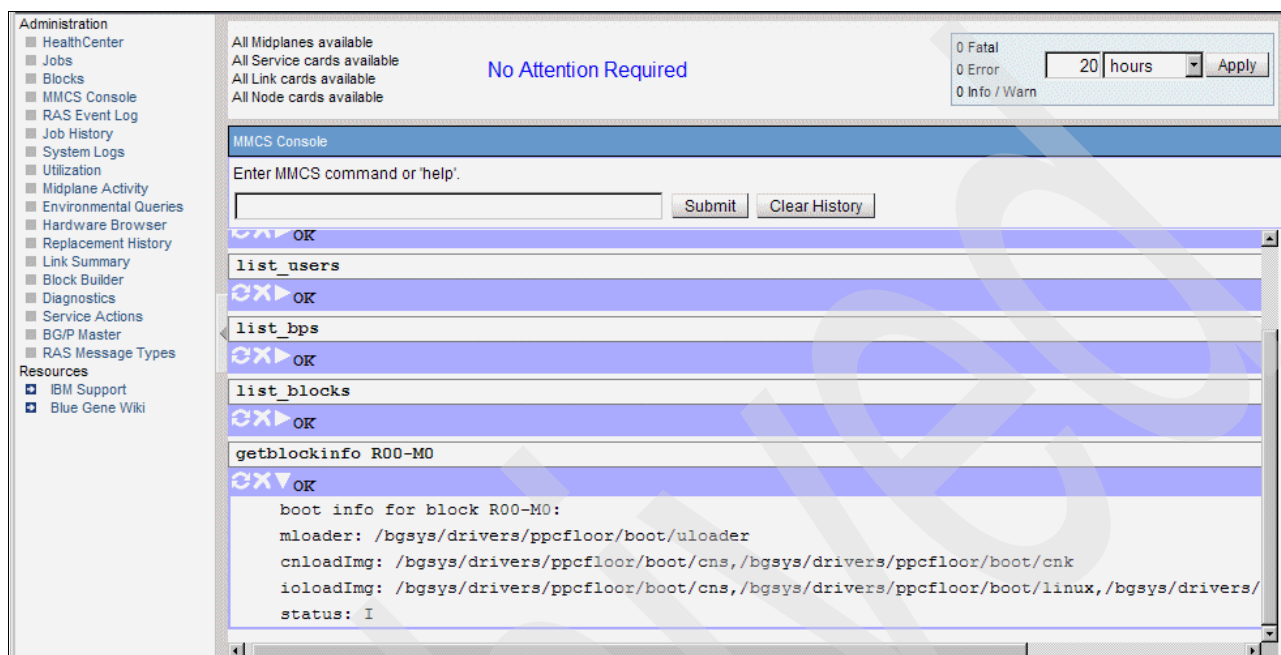 Administration
HealthCenter
Jobs
Blocks
MMCS Console
RAS Event Log
Job History
System Logs
Utilization
Midplane Activity
Environmental Queries
Hardware Browser
Replacement History
Link Summary
Block Builder
Diagnostics
Service Actions
BG/P Master
RAS Message Types
Resources
IBM Support
Blue Gene Wiki
All Midplanes available
All Service cards available
All Link cards available
All Node cards available
No Attention Required
0 Fatal
0 Error
0 Info / Warn
20 hours Apply
MMCS Console
Enter MMCS command or 'help'.
Submit Clear History
OK
list_users
OK
list_bps
OK
list_blocks
OK
getblockinfo R00-M0
OK
boot info for block R00-M0:
mloader: /bgsys/drivers/ppcfloor/boot/uloader
cnloadImg: /bgsys/drivers/ppcfloor/boot/cns,/bgsys/drivers/ppcfloor/boot/cnk
ioloadImg: /bgsys/drivers/ppcfloor/boot/cns,/bgsys/drivers/ppcfloor/boot/linux,/bgsys/drivers/
status: I